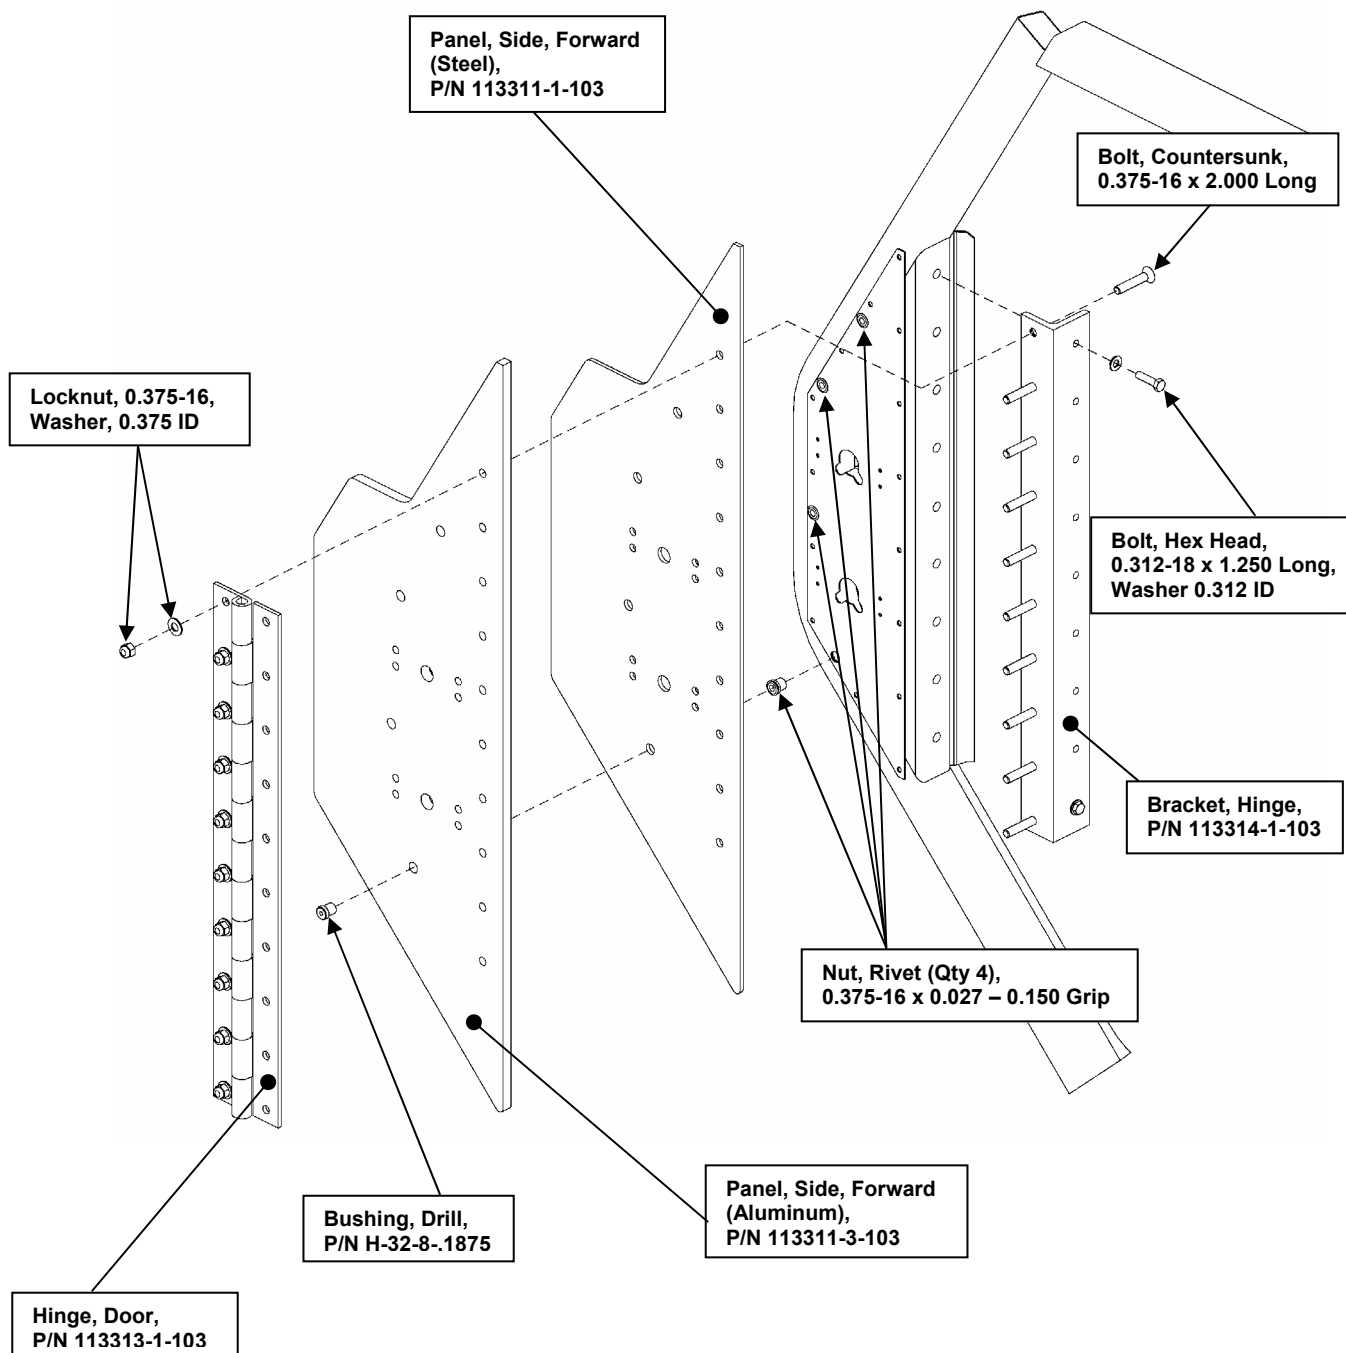 Panel, Side, Forward
(Steel),
P/N 113311-1-103
Bolt, Countersunk,
0.375-16 x 2.000 Long
Locknut, 0.375-16,
Washer, 0.375 ID
Bolt, Hex Head,
0.312-18 x 1.250 Long,
Washer 0.312 ID
Bracket, Hinge,
P/N 113314-1-103
Nut, Rivet (Qty 4),
0.375-16 x 0.027 – 0.150 Grip
Panel, Side, Forward
(Aluminum),
P/N 113311-3-103
Bushing, Drill,
P/N H-32-8-.1875
Hinge, Door,
P/N 113313-1-103